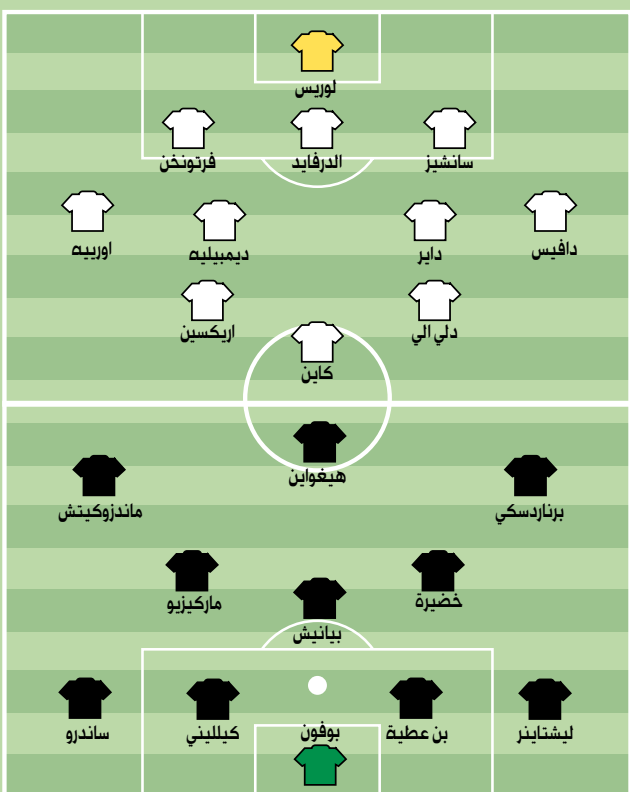 لوريس
سانشيز
الدرفايد
فرتونخن
دافيس
داير
ديمبيليه
اورييه
دلي الي
اريكسين
كاين
هيغواين
برناردسكي
ماندزوكيتش
خضيرة
ماركيزيو
بيانيش
ليشتاينر
بن عطية
بوفون
كيلليني
ساندرو